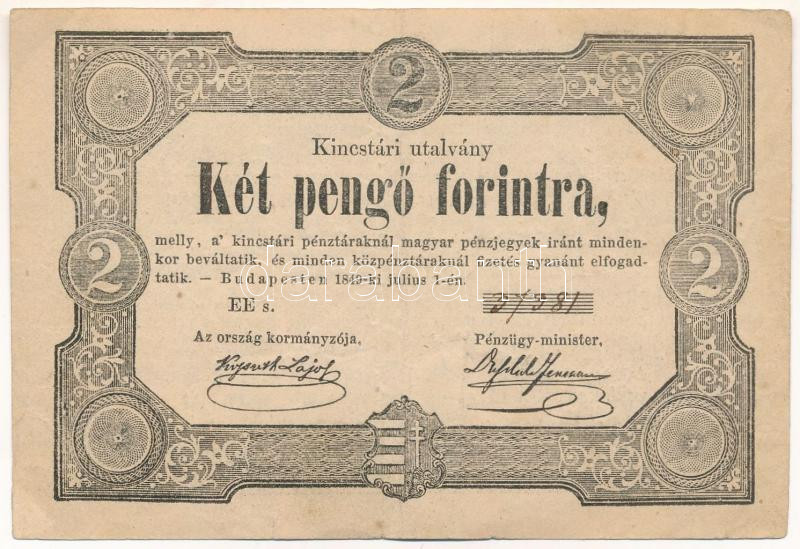 2
Kincstári utalvány
Két pengő forintra,
2
2
melly, a' kincstári pénztáraknál magyar pénzjegyek iránt minden-
kor beváltatik, és minden közpénztáraknál fizetés gyanánt elfogad-
tatik. — Budapesten 1849-ki julius 1-én.
EE s.
Az ország kormányzója,
Pénzügy-minister,
Kossuth Lajos
darabanth